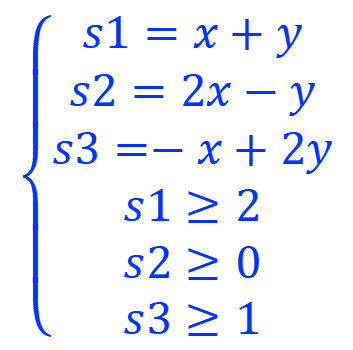 s1 = x + y
s2 = 2x − y
s3 =− x + 2y
s1 ≥ 2
s2 ≥ 0
s3 ≥ 1